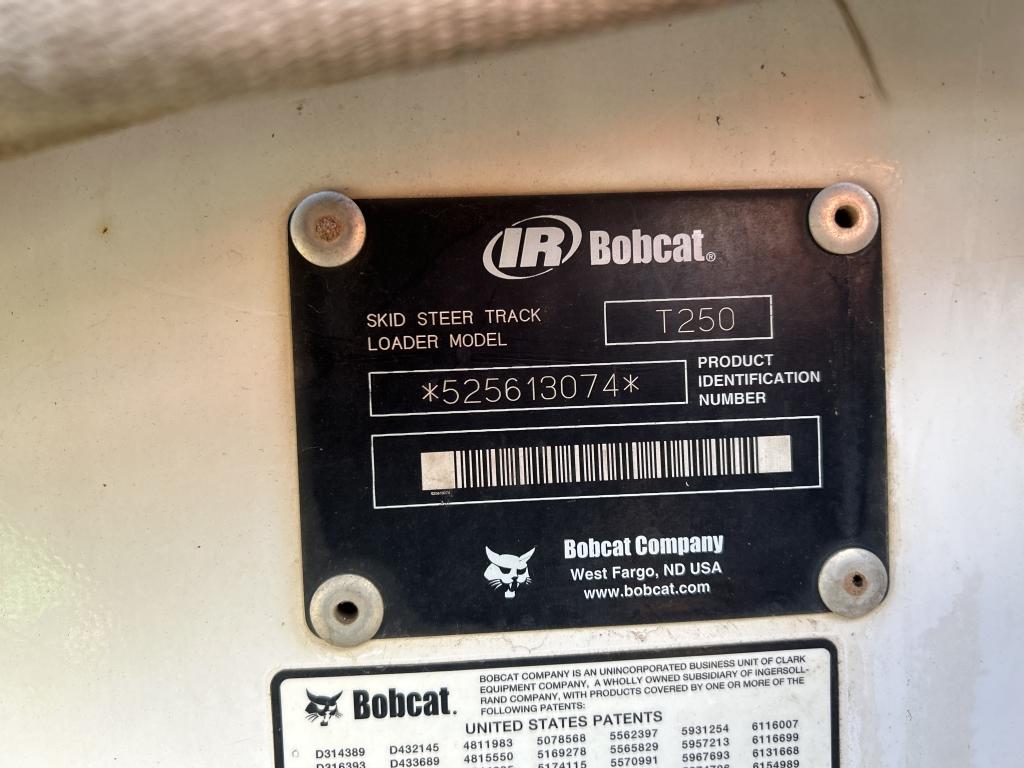 IR Bobcat®
SKID STEER TRACK
LOADER MODEL
T250
*525613074*
PRODUCT
IDENTIFICATION
NUMBER
Bobcat Company
West Fargo, ND USA
www.bobcat.com
Bobcat.
BOBCAT COMPANY IS AN UNINCORPORATED BUSINESS UNIT OF CLARK
EQUIPMENT COMPANY, A WHOLLY OWNED SUBSIDIARY OF INGERSOLL-
RAND COMPANY, WITH PRODUCTS COVERED BY ONE OR MORE OF THE
FOLLOWING PATENTS:
UNITED STATES PATENTS
D314389 D432145 4811983 5078568 5562397 5931254 6116007
D316393 D433689 4815550 5169278 5565829 5957213 6116699
5174115 5570991 5967693 6131668
6154989